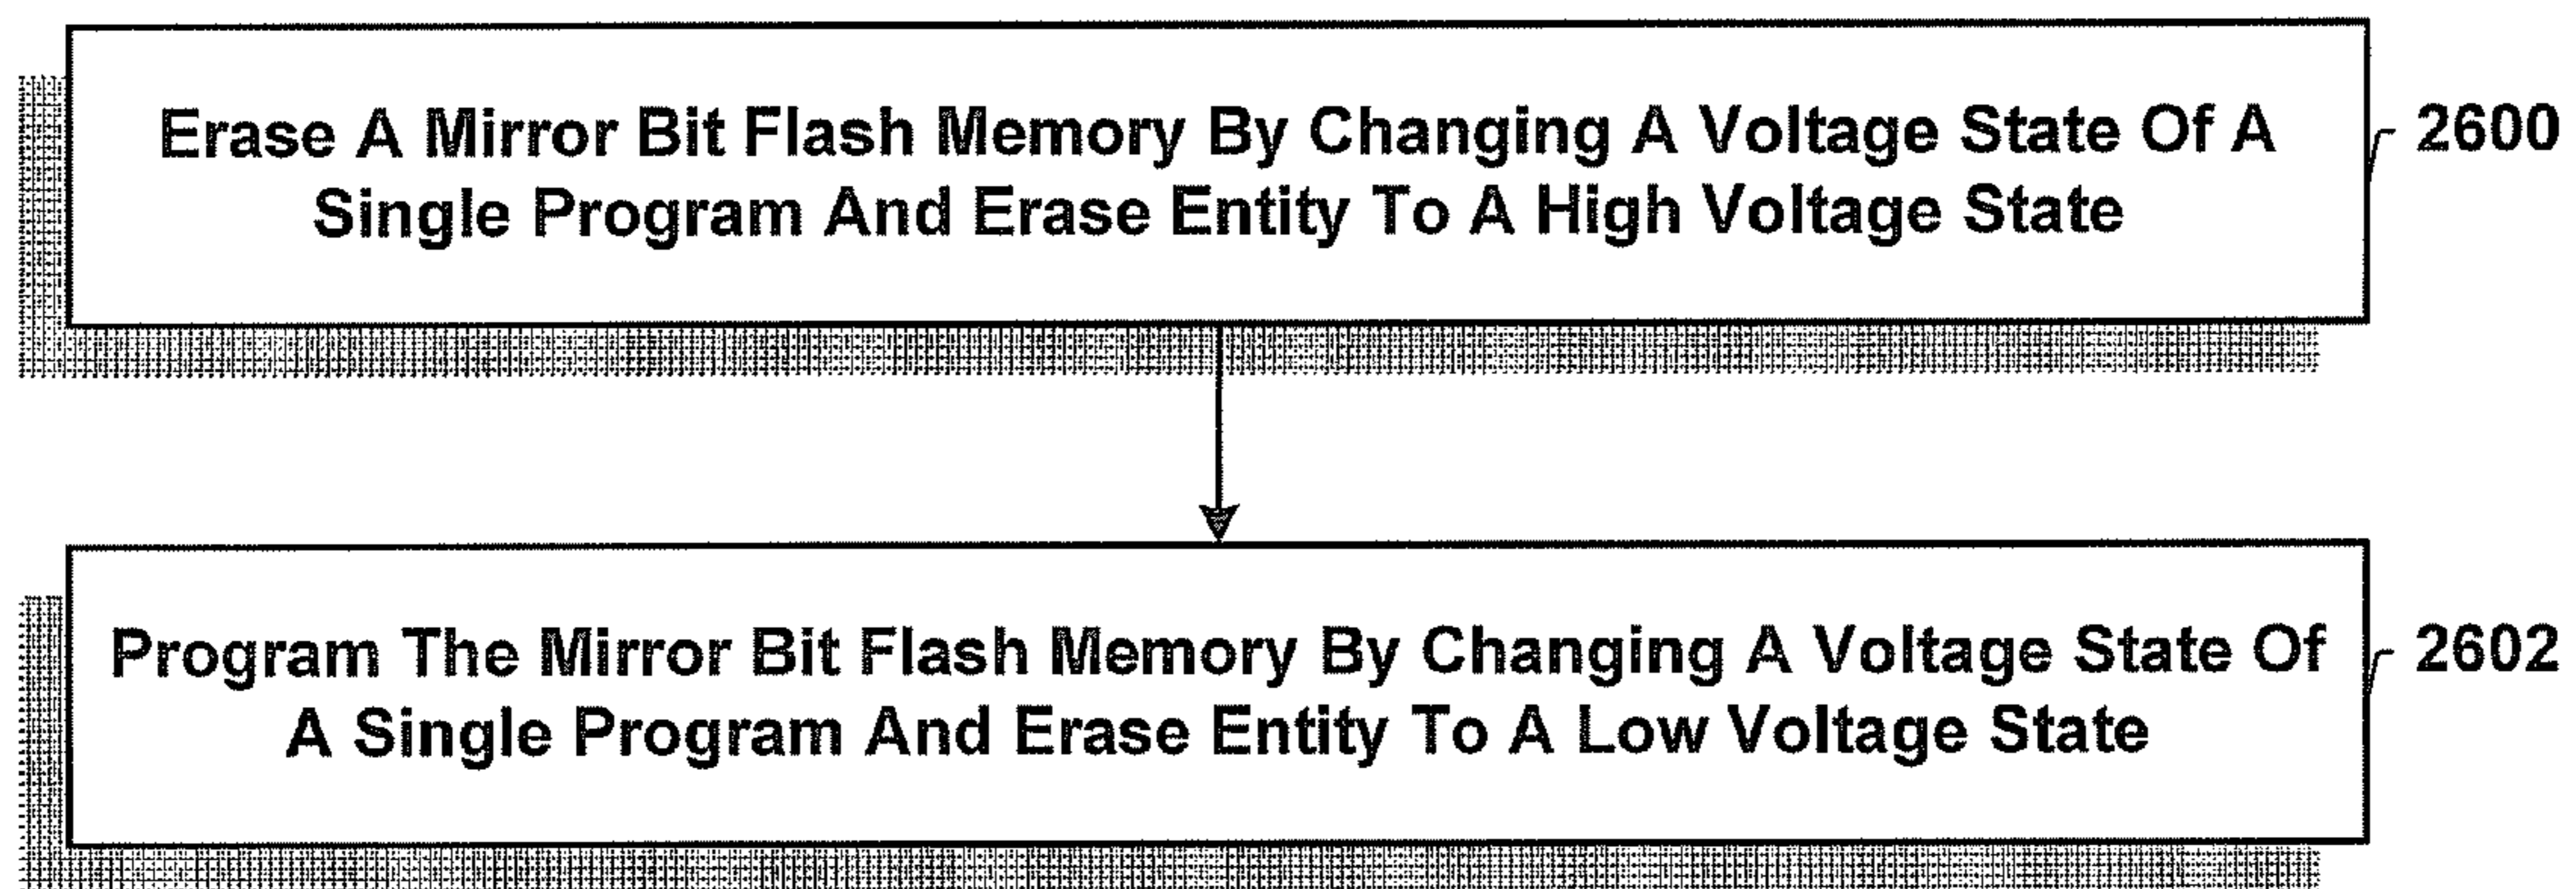 Erase A Mirror Bit Flash Memory By Changing A Voltage State Of A
Single Program And Erase Entity To A High Voltage State
2600
Program The Mirror Bit Flash Memory By Changing A Voltage State Of
A Single Program And Erase Entity To A Low Voltage State
2602